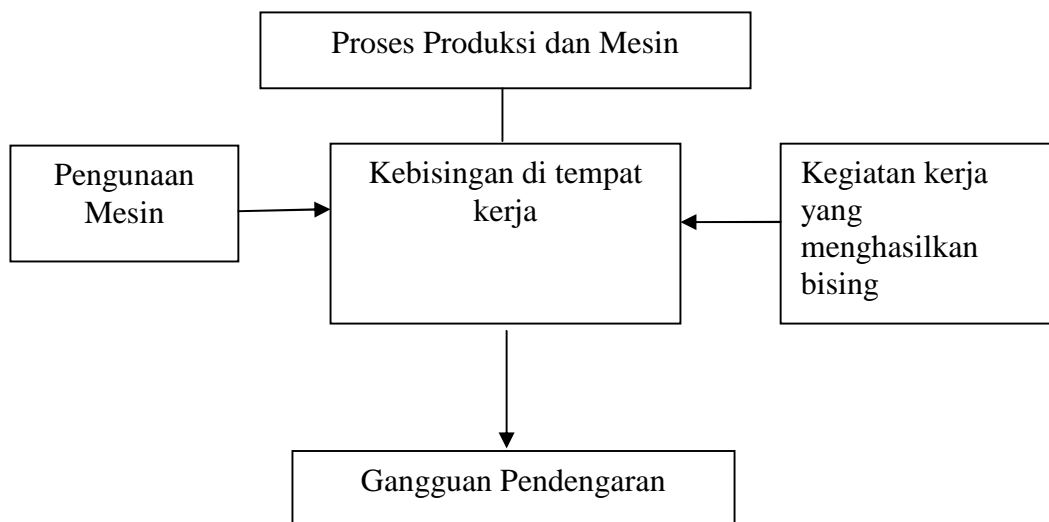 Proses Produksi dan Mesin
Pengunaan
Mesin
Kebisingan di tempat
kerja
Kegiatan kerja
yang
menghasilkan
bising
Gangguan Pendengaran